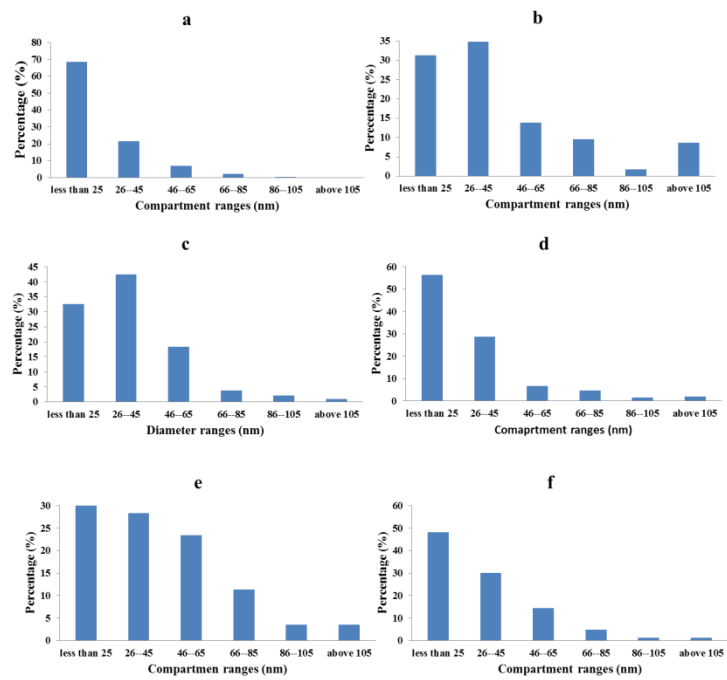 a
Percentage (%)
80
70
60
50
40
30
20
10
0
less than 25 26--45 46--65 66--85 86--105 above 105
Compartment ranges (nm)
b
Perecentage (%)
35
30
25
20
15
10
5
0
less than 25 26--45 46--65 66--85 86--105 above 105
Compartment ranges (nm)
c
Percentage (%)
45
40
35
30
25
20
15
10
5
0
less than 25 26--45 46--65 66--85 86--105 above 105
Diameter ranges (nm)
d
Percentage (%)
60
50
40
30
20
10
0
less than 25 26--45 46--65 66--85 86--105 above 105
Comaprtment ranges (nm)
e
Percentage (%)
30
25
20
15
10
5
0
less than 25 26--45 46--65 66--85 86--105 above 105
Compartmen ranges (nm)
f
Percentage (%)
60
50
40
30
20
10
0
less than 25 26--45 46--65 66--85 86--105 above 105
Compartment ranges (nm)